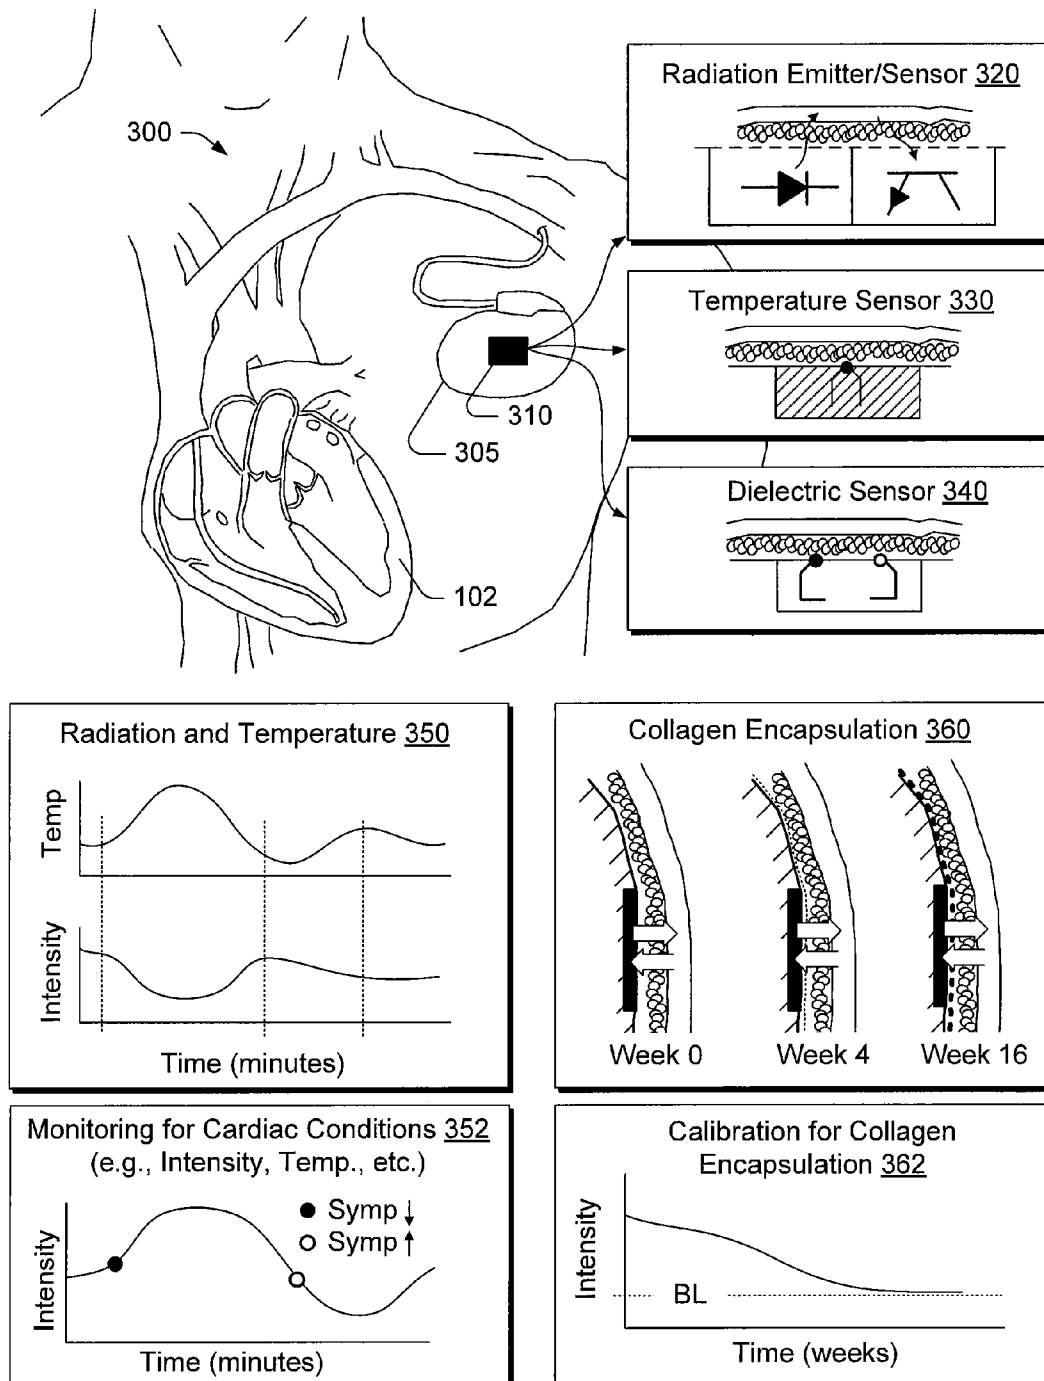 Radiation Emitter/Sensor 320
300
Temperature Sensor 330
310
305
Dielectric Sensor 340
102
Radiation and Temperature 350
Temp
Intensity
Time (minutes)
Collagen Encapsulation 360
Week 0
Week 4
Week 16
Monitoring for Cardiac Conditions 352
(e.g., Intensity, Temp., etc.)
Symp ↓
Symp ↑
Intensity
Time (minutes)
Calibration for Collagen
Encapsulation 362
Intensity
BL
Time (weeks)